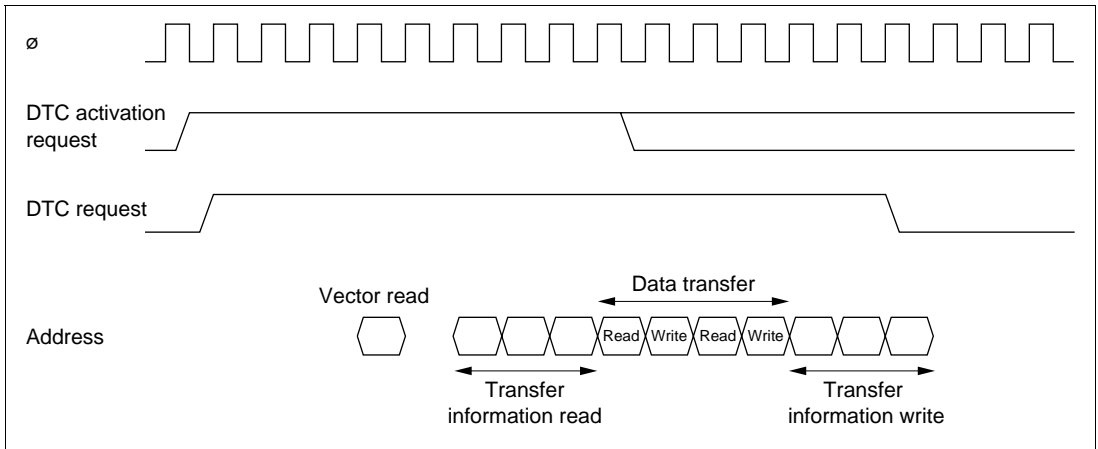 ø
DTC activation
request
DTC request
Data transfer
Vector read
Address
Read Write Read Write
Transfer
information read
Transfer
information write